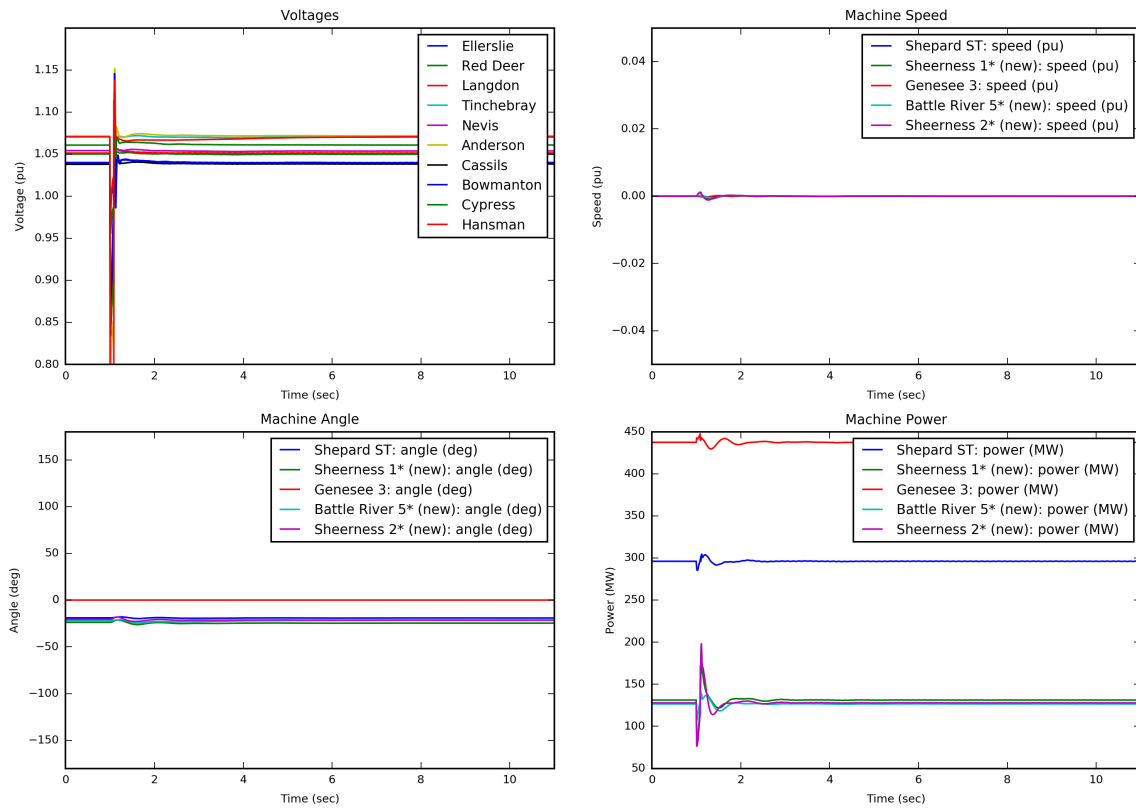 Voltages
Voltage (pu)
1.15
1.10
1.05
1.00
0.95
0.90
0.85
0.80
Ellerslie
Red Deer
Langdon
Tinchebray
Nevis
Anderson
Cassils
Bowmanton
Cypress
Hansman
0 2 4 6 8 10
Time (sec)
Machine Speed
Speed (pu)
0.04
0.02
0.00
−0.02
−0.04
Shepard ST: speed (pu)
Sheerness 1* (new): speed (pu)
Genesee 3: speed (pu)
Battle River 5* (new): speed (pu)
Sheerness 2* (new): speed (pu)
0 2 4 6 8 10
Time (sec)
Machine Angle
Angle (deg)
150
100
50
0
−50
−100
−150
Shepard ST: angle (deg)
Sheerness 1* (new): angle (deg)
Genesee 3: angle (deg)
Battle River 5* (new): angle (deg)
Sheerness 2* (new): angle (deg)
0 2 4 6 8 10
Time (sec)
Machine Power
Power (MW)
450
400
350
300
250
200
150
100
50
Shepard ST: power (MW)
Sheerness 1* (new): power (MW)
Genesee 3: power (MW)
Battle River 5* (new): power (MW)
Sheerness 2* (new): power (MW)
0 2 4 6 8 10
Time (sec)